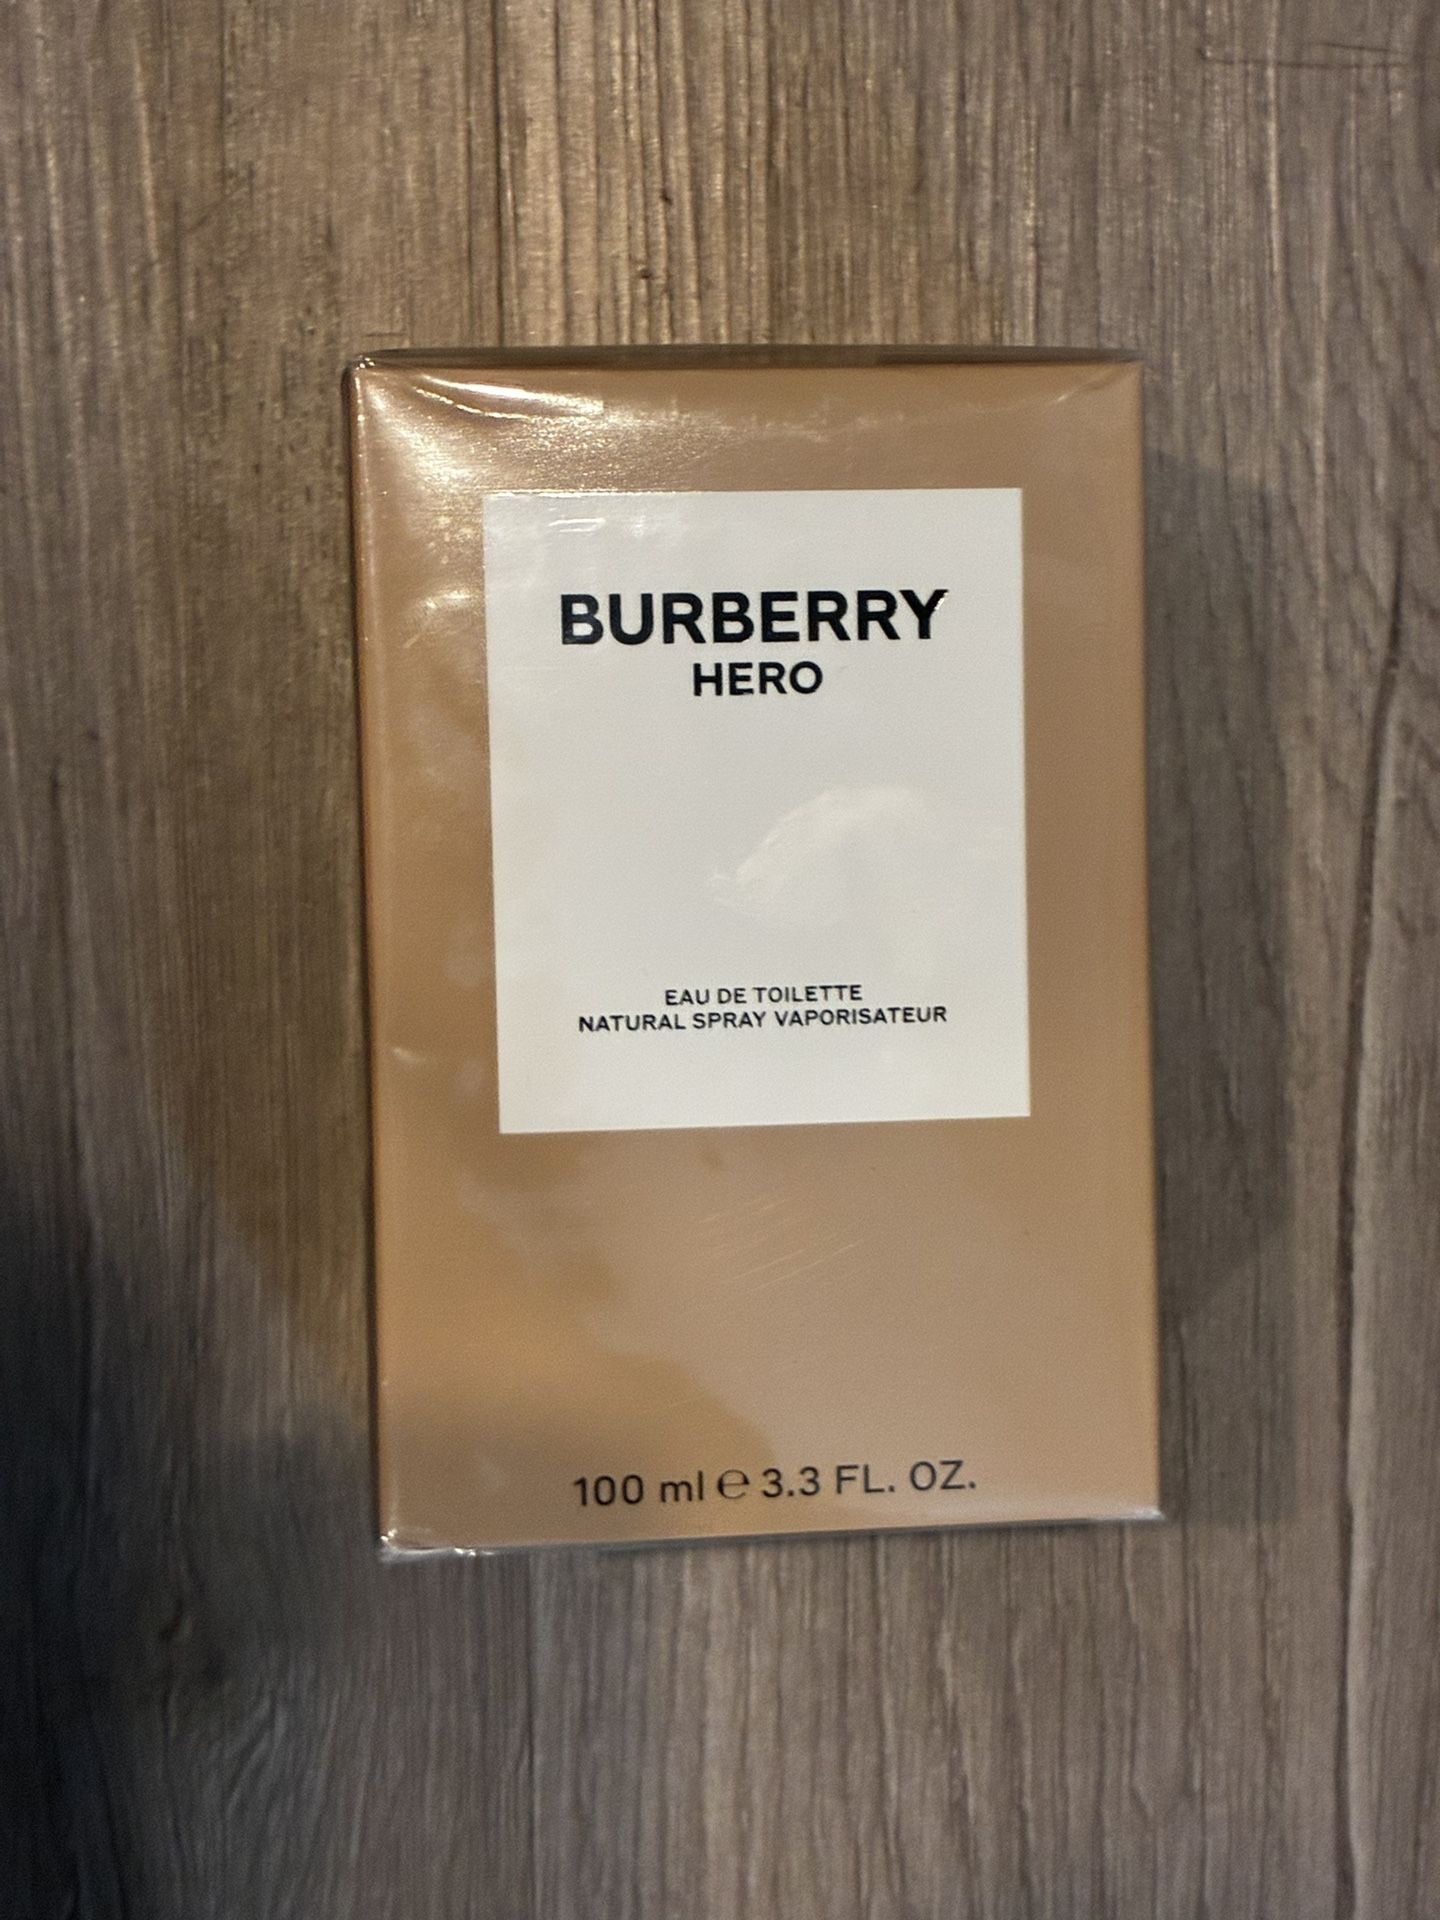 BURBERRY
HERO
EAU DE TOILETTE
NATURAL SPRAY VAPORISATEUR
100 ml ℮ 3.3 FL. OZ.